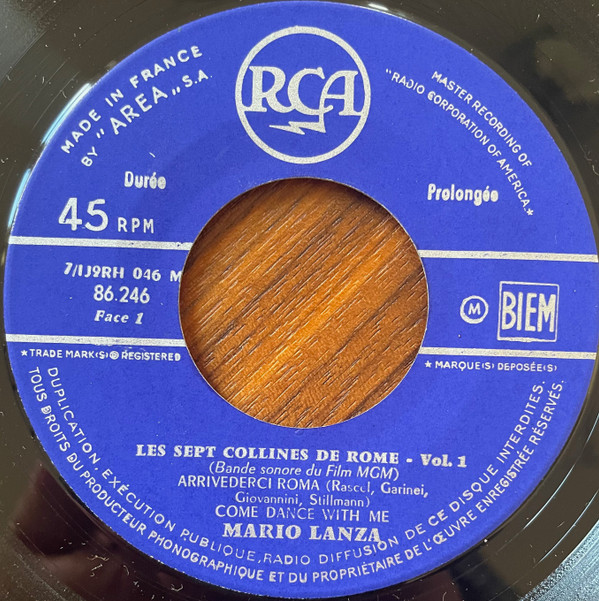 RCA
MADE IN FRANCE
BY "AREA" S.A.
MASTER RECORDING OF
"RADIO CORPORATION OF AMERICA"*
Durée
Prolongée
45 RPM
7/1J9RH 046 M
86.246
Face 1
M
BIEM
*TRADE MARK(S)®REGISTERED
*MARQUE(S) DEPOSÉE(S)
LES SEPT COLLINES DE ROME - Vol. 1
(Bande sonore du Film MGM)
ARRIVEDERCI ROMA (Rascel, Garinei,
Giovannini, Stillmann)
COME DANCE WITH ME
MARIO LANZA
DUPLICATION, EXÉCUTION PUBLIQUE, RADIO DIFFUSION DE CE DISQUE INTERDITES.
TOUS DROITS DU PRODUCTEUR PHONOGRAPHIQUE ET DU PROPRIÉTAIRE DE L'ŒUVRE ENREGISTRÉE RÉSERVÉS.